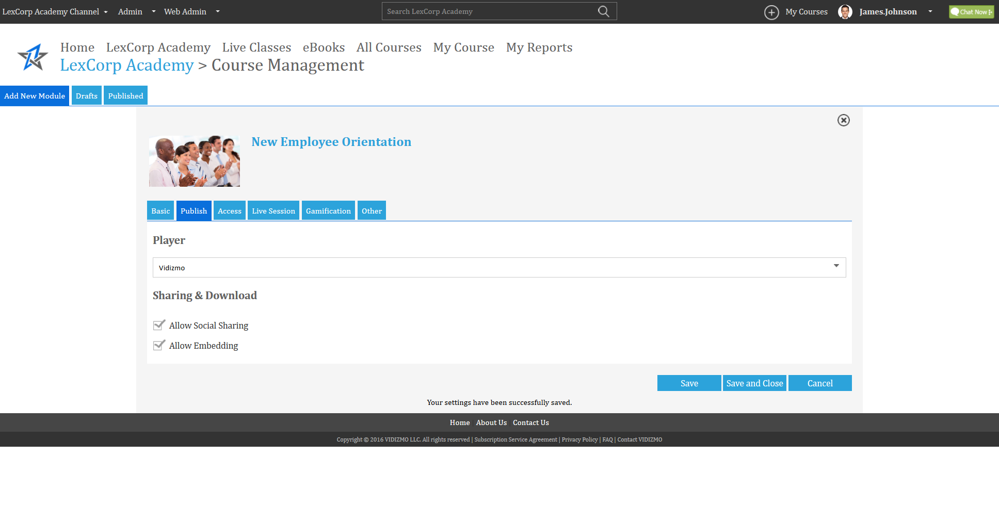 LexCorp Academy Channel Admin Web Admin Search LexCorp Academy My Courses James.Johnson Chat Now
Home LexCorp Academy Live Classes eBooks All Courses My Course My Reports
LexCorp Academy > Course Management
Add New Module Drafts Published
New Employee Orientation
Basic Publish Access Live Session Gamification Other
Player
Vidizmo
Sharing & Download
Allow Social Sharing
Allow Embedding
Save Save and Close Cancel
Your settings have been successfully saved.
Home | About Us | Contact Us
Copyright © 2016 VIDIZMO LLC. All rights reserved | Subscription Service Agreement | Privacy Policy | FAQ | Contact VIDIZMO